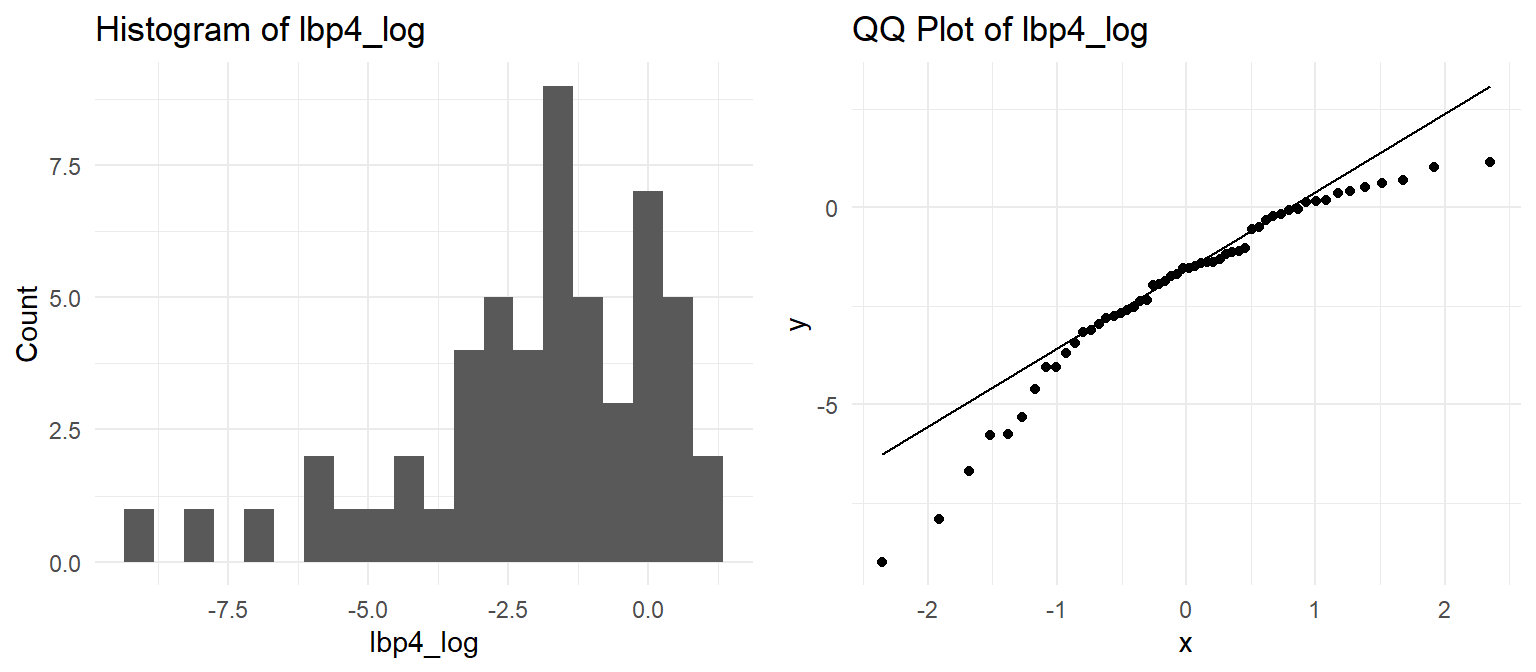 Histogram of lbp4_log
7.5
5.0
2.5
0.0
Count
-7.5 -5.0 -2.5 0.0
lbp4_log
QQ Plot of lbp4_log
0
-5
y
-2 -1 0 1 2
x